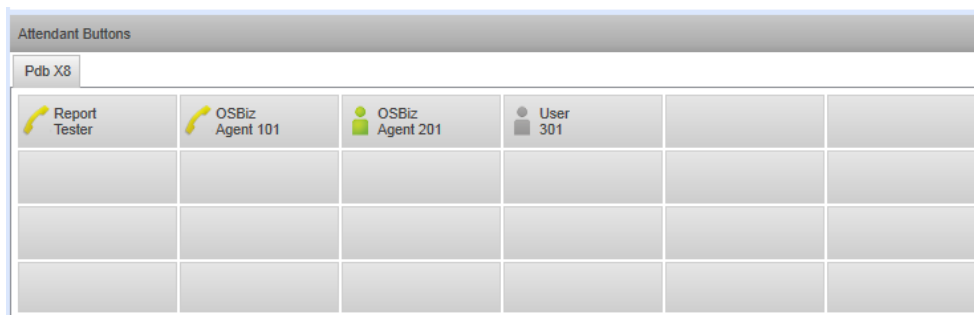 Attendant Buttons
Pdb X8
Report
Tester
OSBiz
Agent 101
OSBiz
Agent 201
User
301